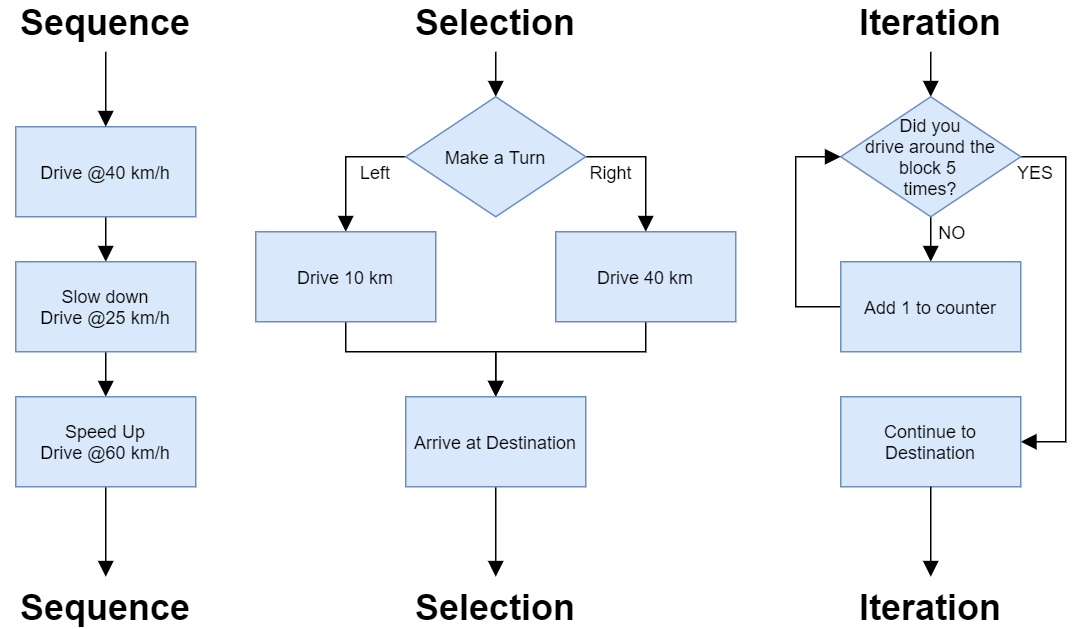 Sequence
Drive @40 km/h
Slow down
Drive @25 km/h
Speed Up
Drive @60 km/h
Sequence
Selection
Make a Turn
Left
Right
Drive 10 km
Drive 40 km
Arrive at Destination
Selection
Iteration
Did you
drive around the
block 5
times?
YES
NO
Add 1 to counter
Continue to
Destination
Iteration